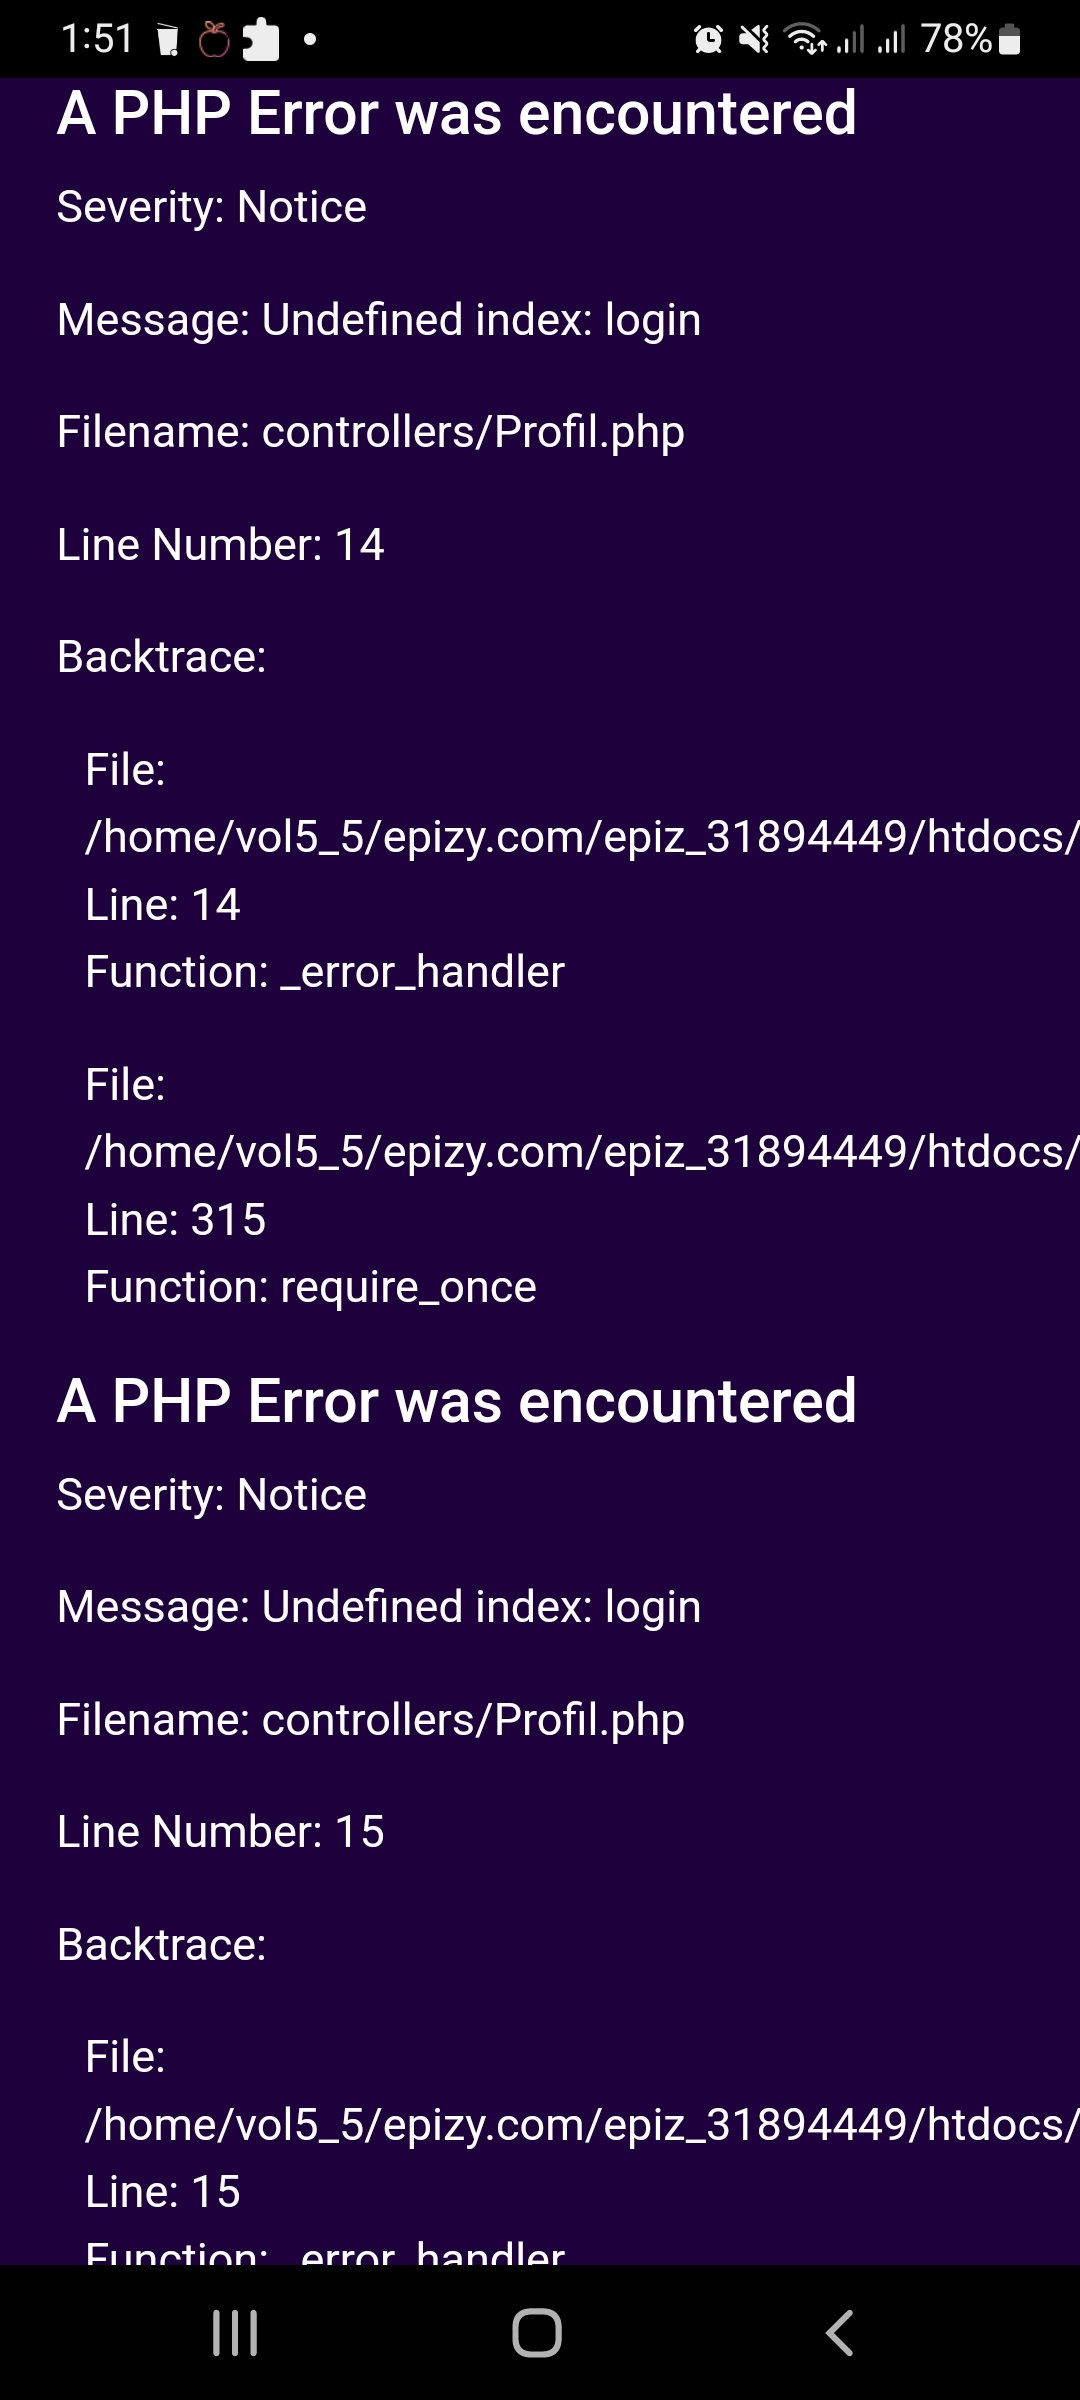 1:51
78%
A PHP Error was encountered
Severity: Notice
Message: Undefined index: login
Filename: controllers/Profil.php
Line Number: 14
Backtrace:
File:
/home/vol5_5/epizy.com/epiz_31894449/htdocs/
Line: 14
Function: _error_handler
File:
/home/vol5_5/epizy.com/epiz_31894449/htdocs/
Line: 315
Function: require_once
A PHP Error was encountered
Severity: Notice
Message: Undefined index: login
Filename: controllers/Profil.php
Line Number: 15
Backtrace:
File:
/home/vol5_5/epizy.com/epiz_31894449/htdocs/
Line: 15
Function: _error_handler